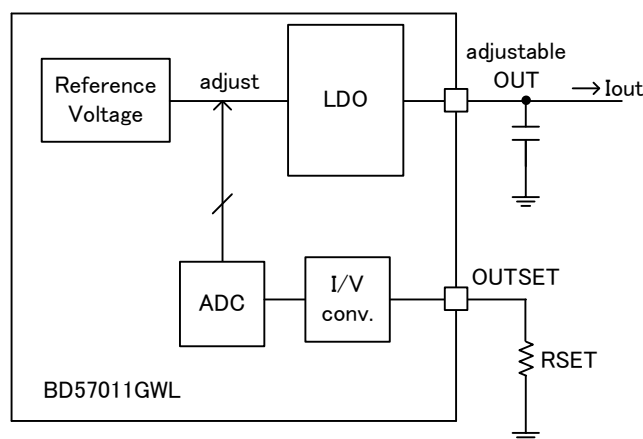 adjustable
OUT
Iout
Reference
Voltage
adjust
LDO
ADC
I/V
conv.
OUTSET
RSET
BD57011GWL